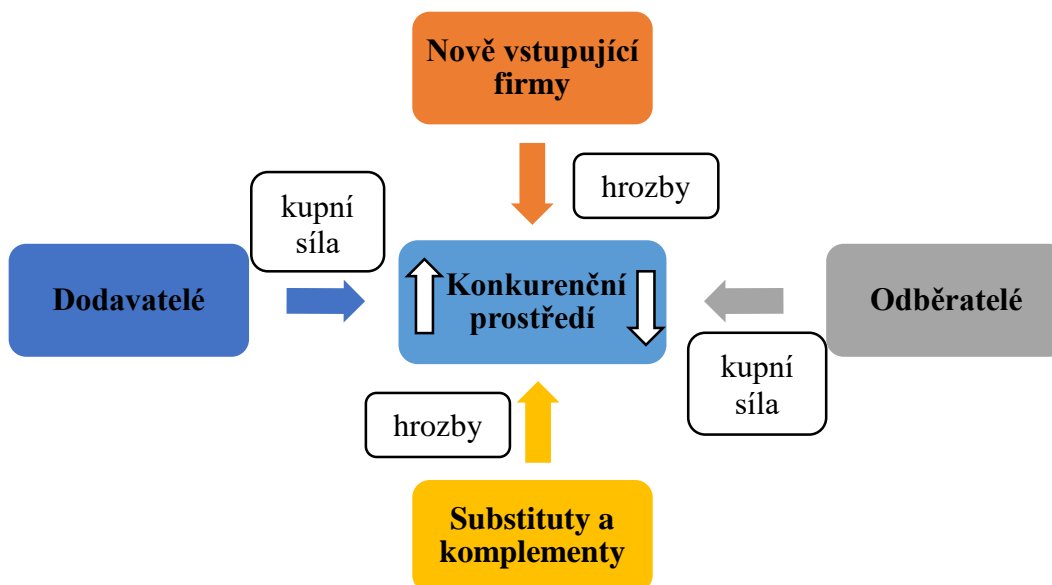 Nově vstupující
firmy
hrozby
kupní
síla
Dodavatelé
Konkurenční
prostředí
Odběratelé
kupní
síla
hrozby
Substituty a
komplementy